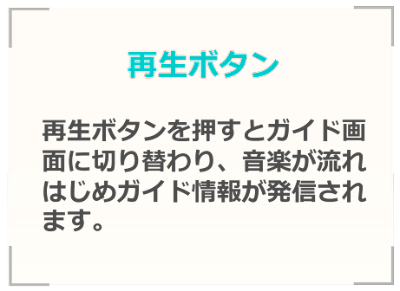 再生ボタン
再生ボタンを押すとガイド画
面に切り替わり、音楽が流れ
はじめガイド情報が発信され
ます。